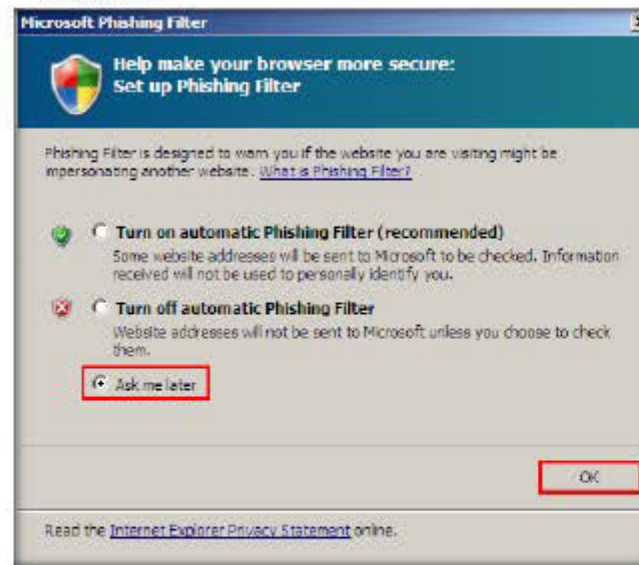 Microsoft Phishing Filter
Help make your browser more secure:
Set up Phishing Filter
Phishing Filter is designed to warn you if the website you are visiting might be
impersonating another website. What is Phishing Filter?
Turn on automatic Phishing Filter (recommended)
Some website addresses will be sent to Microsoft to be checked. Information
received will not be used to personally identify you.
Turn off automatic Phishing Filter
Website addresses will not be sent to Microsoft unless you choose to check
them.
Ask me later
OK
Read the Internet Explorer Privacy Statement online.